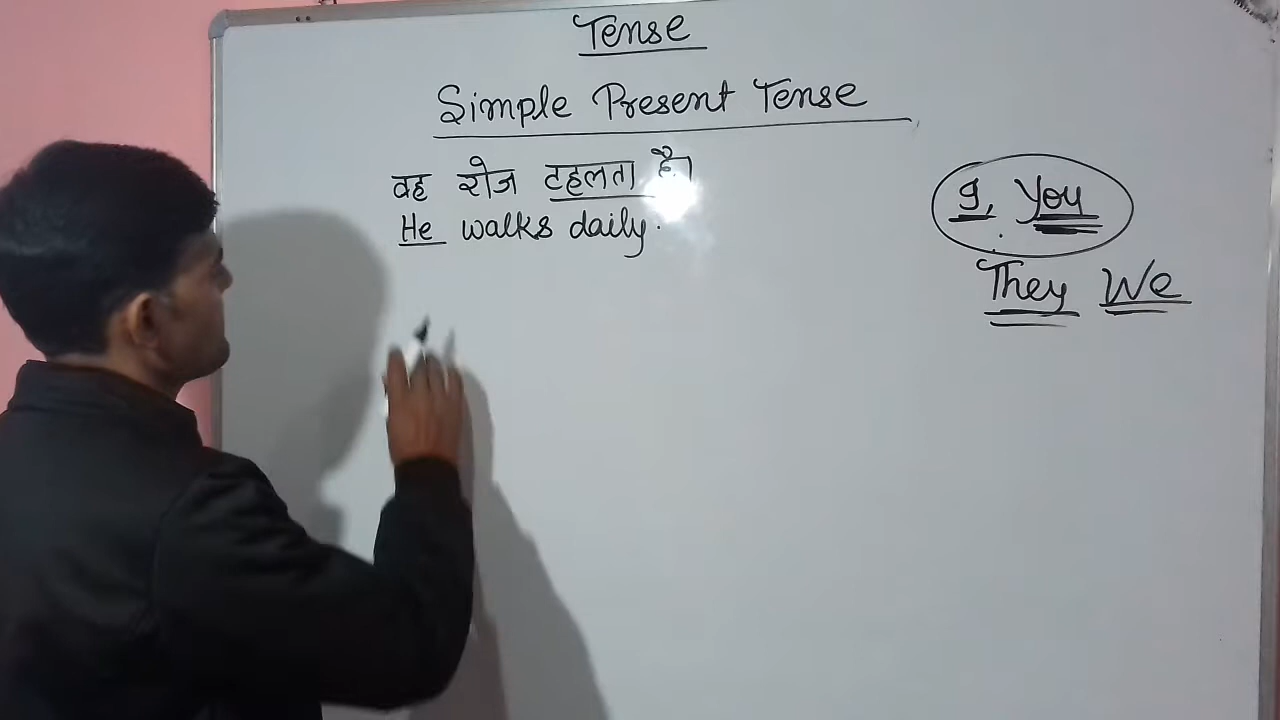 Tense
Simple Present Tense
वह रोज टहलता है।
He walks daily.
I, You
They We